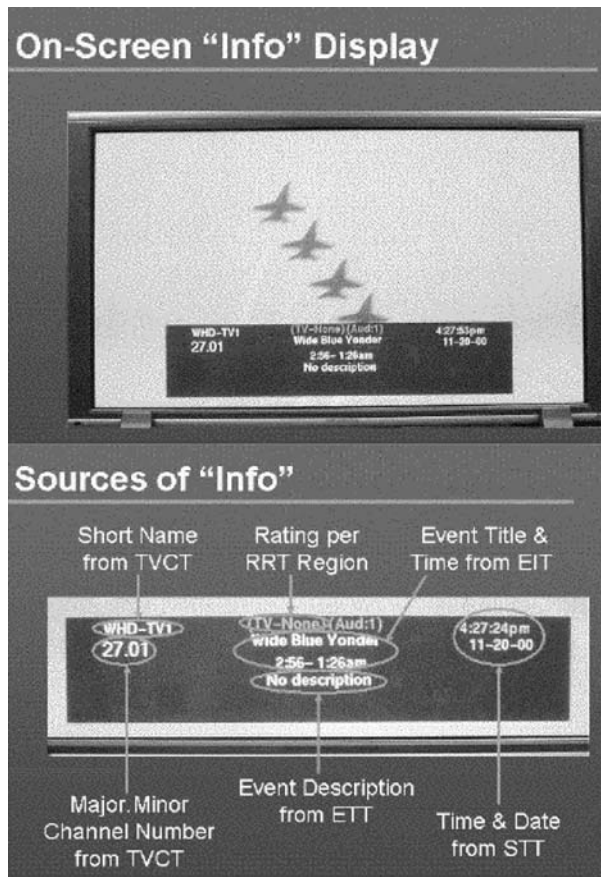 On-Screen “Info” Display
WHD-TV1 (TV-None)(Aud:1) 4:27:53pm
27.01 Wide Blue Yonder 11-20-00
2:56- 1:26am
No description
Sources of “Info”
Short Name Rating per Event Title &
from TVCT RRT Region Time from EIT
WHD-TV1 (TV-None)(Aud:1) 4:27:24pm
27.01 Wide Blue Yonder 11-20-00
2:56- 1:26am
No description
Major.Minor Event Description Time & Date
Channel Number from ETT from STT
from TVCT